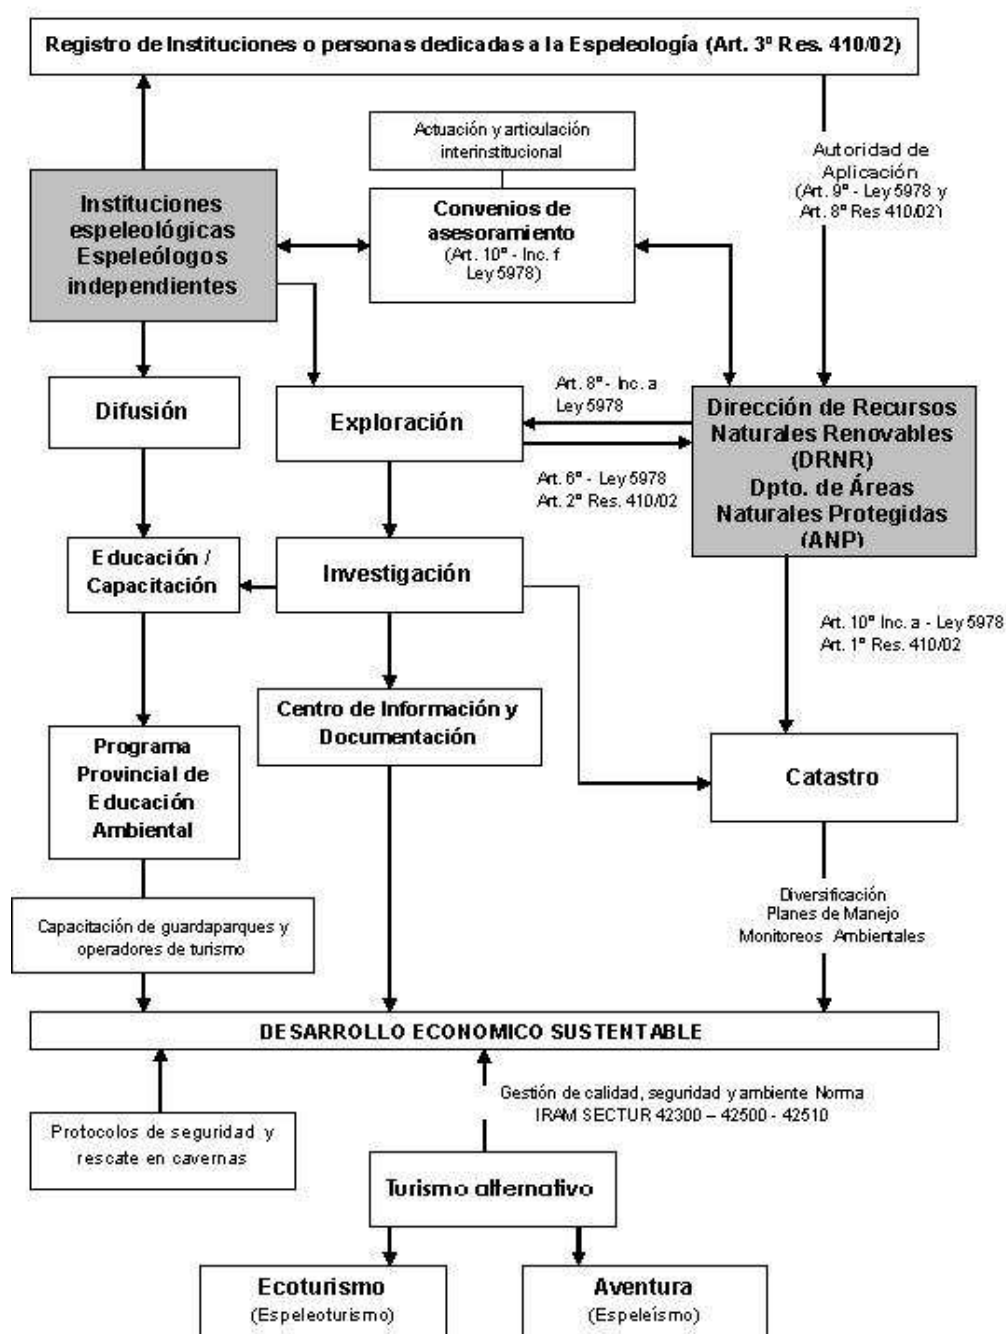 Registro de Instituciones o personas dedicadas a la Espeleología (Art. 3º Res. 410/02)
Actuación y articulación
interinstitucional
Autoridad de
Aplicación
(Art. 9º - Ley 5978 y
Art. 8º Res 410/02)
Instituciones
espeleológicas
Espeleólogos
independientes
Convenios de
asesoramiento
(Art. 10º - Inc. f
Ley 5978)
Difusión
Exploración
Art. 8º - Inc. a
Ley 5978
Art. 6º - Ley 5978
Art. 2º Res. 410/02
Dirección de Recursos
Naturales Renovables
(DRNR)
Dpto. de Áreas
Naturales Protegidas
(ANP)
Educación /
Capacitación
Investigación
Art. 10º Inc. a - Ley 5978
Art. 1º Res. 410/02
Centro de Información y
Documentación
Programa
Provincial de
Educación
Ambiental
Catastro
Capacitación de guardaparques y
operadores de turismo
Diversificación
Planes de Manejo
Monitoreos Ambientales
DESARROLLO ECONOMICO SUSTENTABLE
Protocolos de seguridad y
rescate en cavernas
Gestión de calidad, seguridad y ambiente Norma
IRAM SECTUR 42300 – 42500 - 42510
Turismo alternativo
Ecoturismo
(Espeleoturismo)
Aventura
(Espeleísmo)